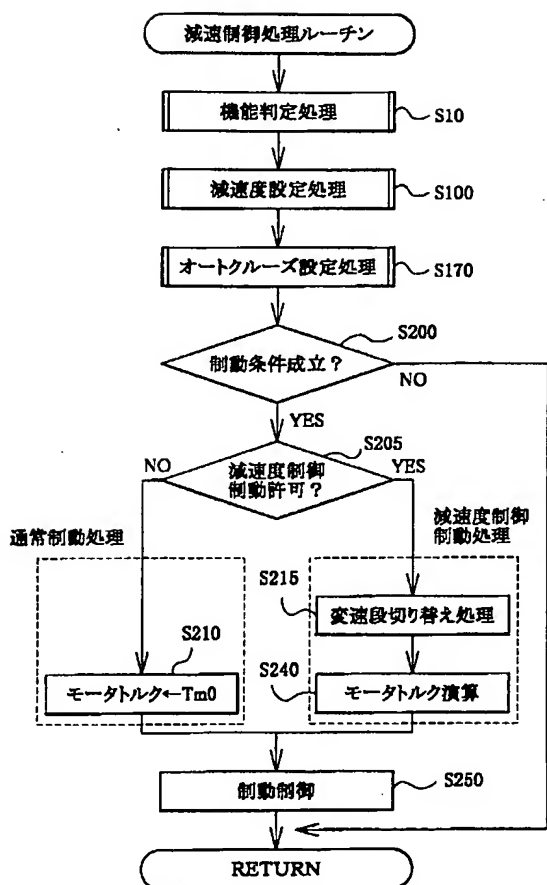 減速制御処理ルーチン
機能判定処理
S10
減速度設定処理
S100
オートクルーズ設定処理
S170
S200
制動条件成立？
NO
YES
S205
NO
減速度制御
制動許可？
YES
通常制動処理
減速度制御
制動処理
S215
変速段切り替え処理
S210
モータトルク←Tm0
S240
モータトルク演算
制動制御
S250
RETURN